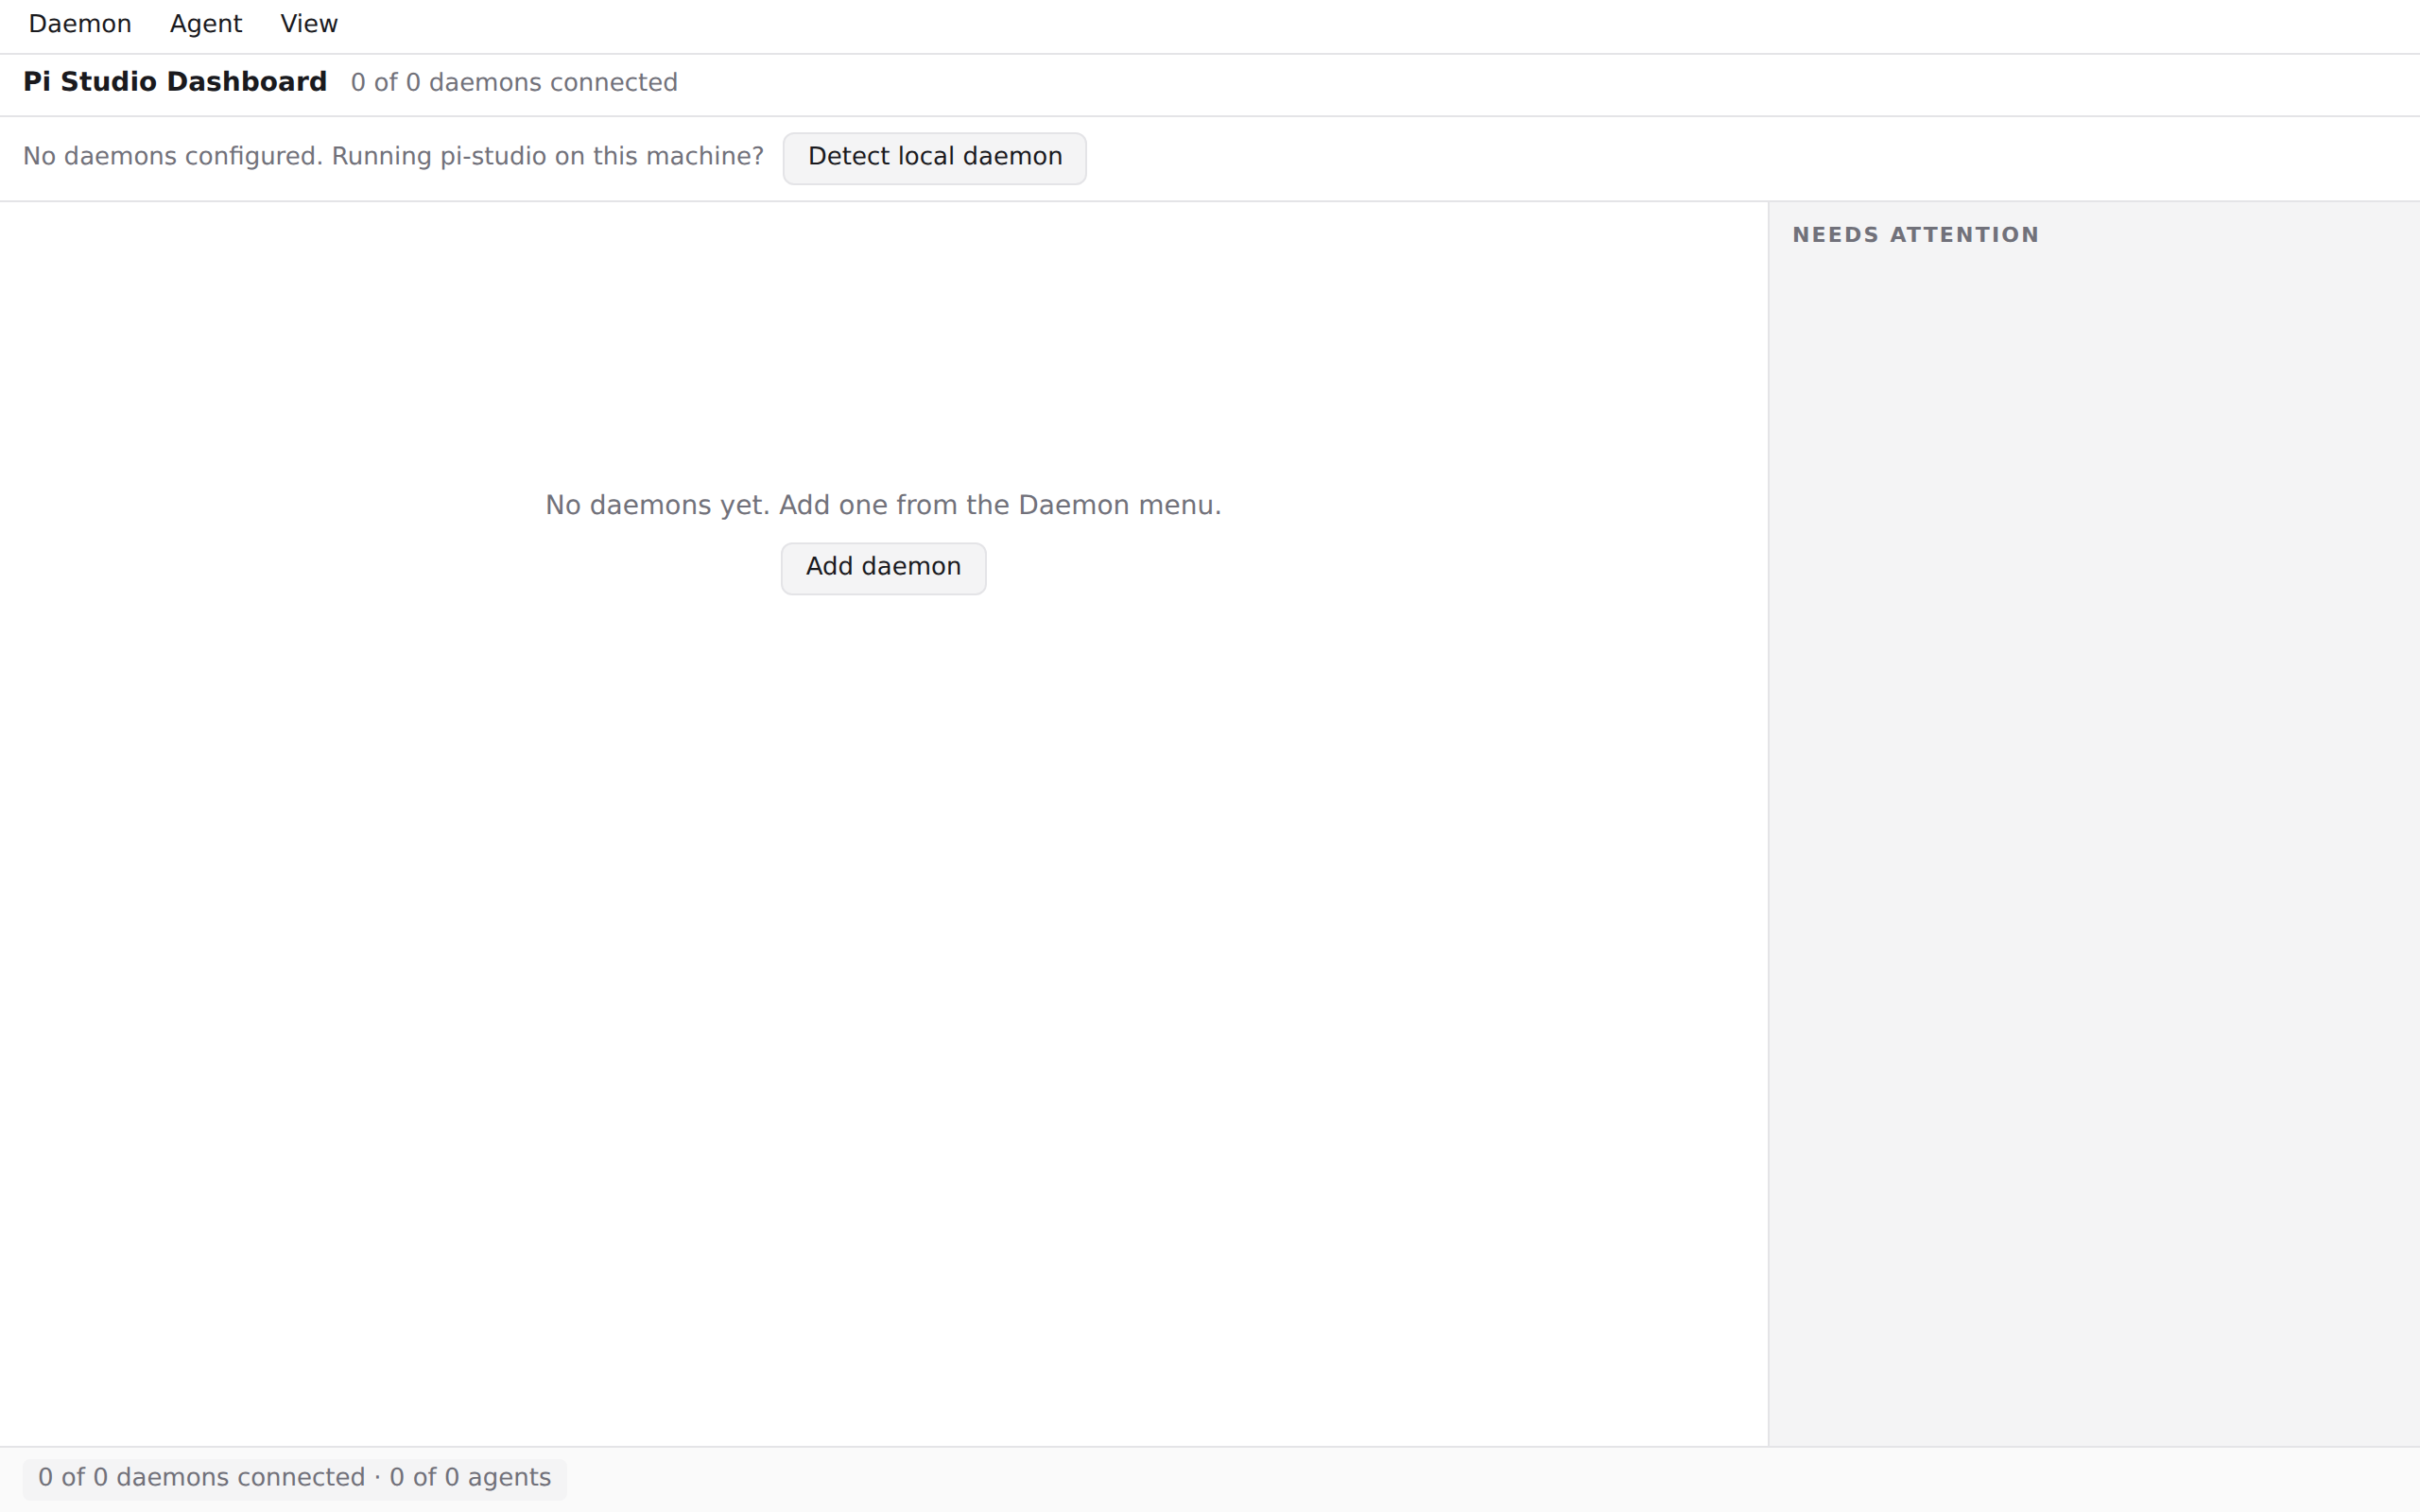 Daemon Agent View
Pi Studio Dashboard 0 of 0 daemons connected
No daemons configured. Running pi-studio on this machine? Detect local daemon
NEEDS ATTENTION
No daemons yet. Add one from the Daemon menu.
Add daemon
0 of 0 daemons connected · 0 of 0 agents